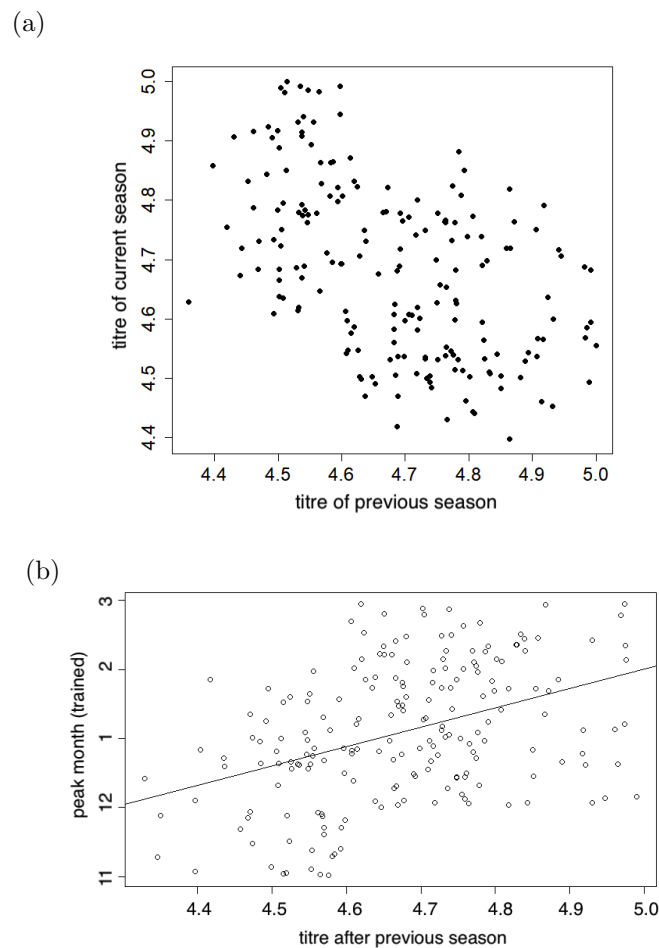 (a)
titre of current season
5.0
4.9
4.8
4.7
4.6
4.5
4.4
4.4 4.5 4.6 4.7 4.8 4.9 5.0
titre of previous season
(b)
peak month (trained)
3
2
1
12
11
4.4 4.5 4.6 4.7 4.8 4.9 5.0
titre after previous season